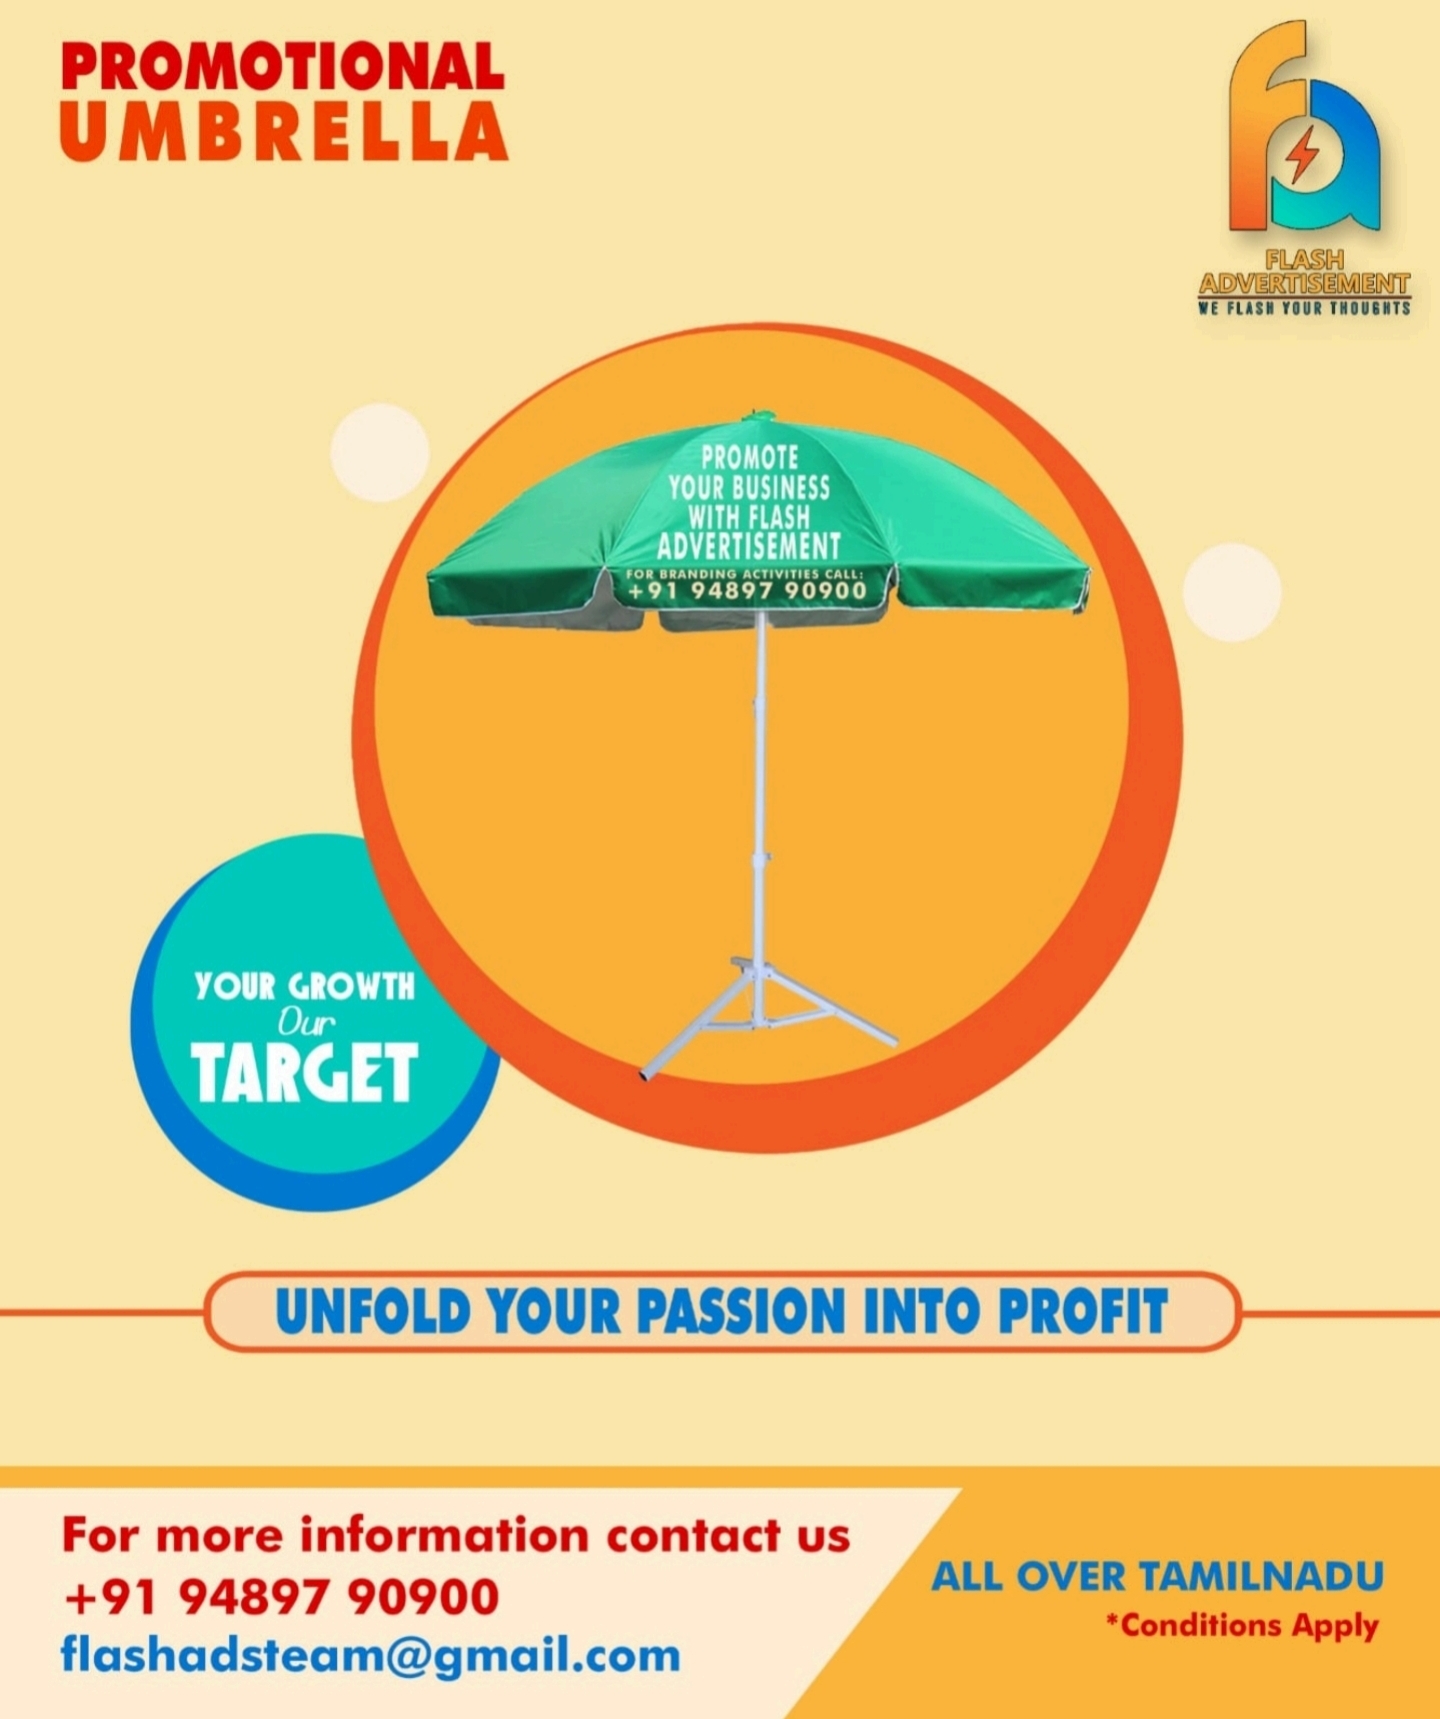 PROMOTIONAL
UMBRELLA
fa
FLASH
ADVERTISEMENT
WE FLASH YOUR THOUGHTS
PROMOTE
YOUR BUSINESS
WITH FLASH
ADVERTISEMENT
FOR BRANDING ACTIVITIES CALL:
+91 94897 90900
YOUR GROWTH
Our
TARGET
UNFOLD YOUR PASSION INTO PROFIT
For more information contact us
+91 94897 90900
flashadsteam@gmail.com
ALL OVER TAMILNADU
*Conditions Apply